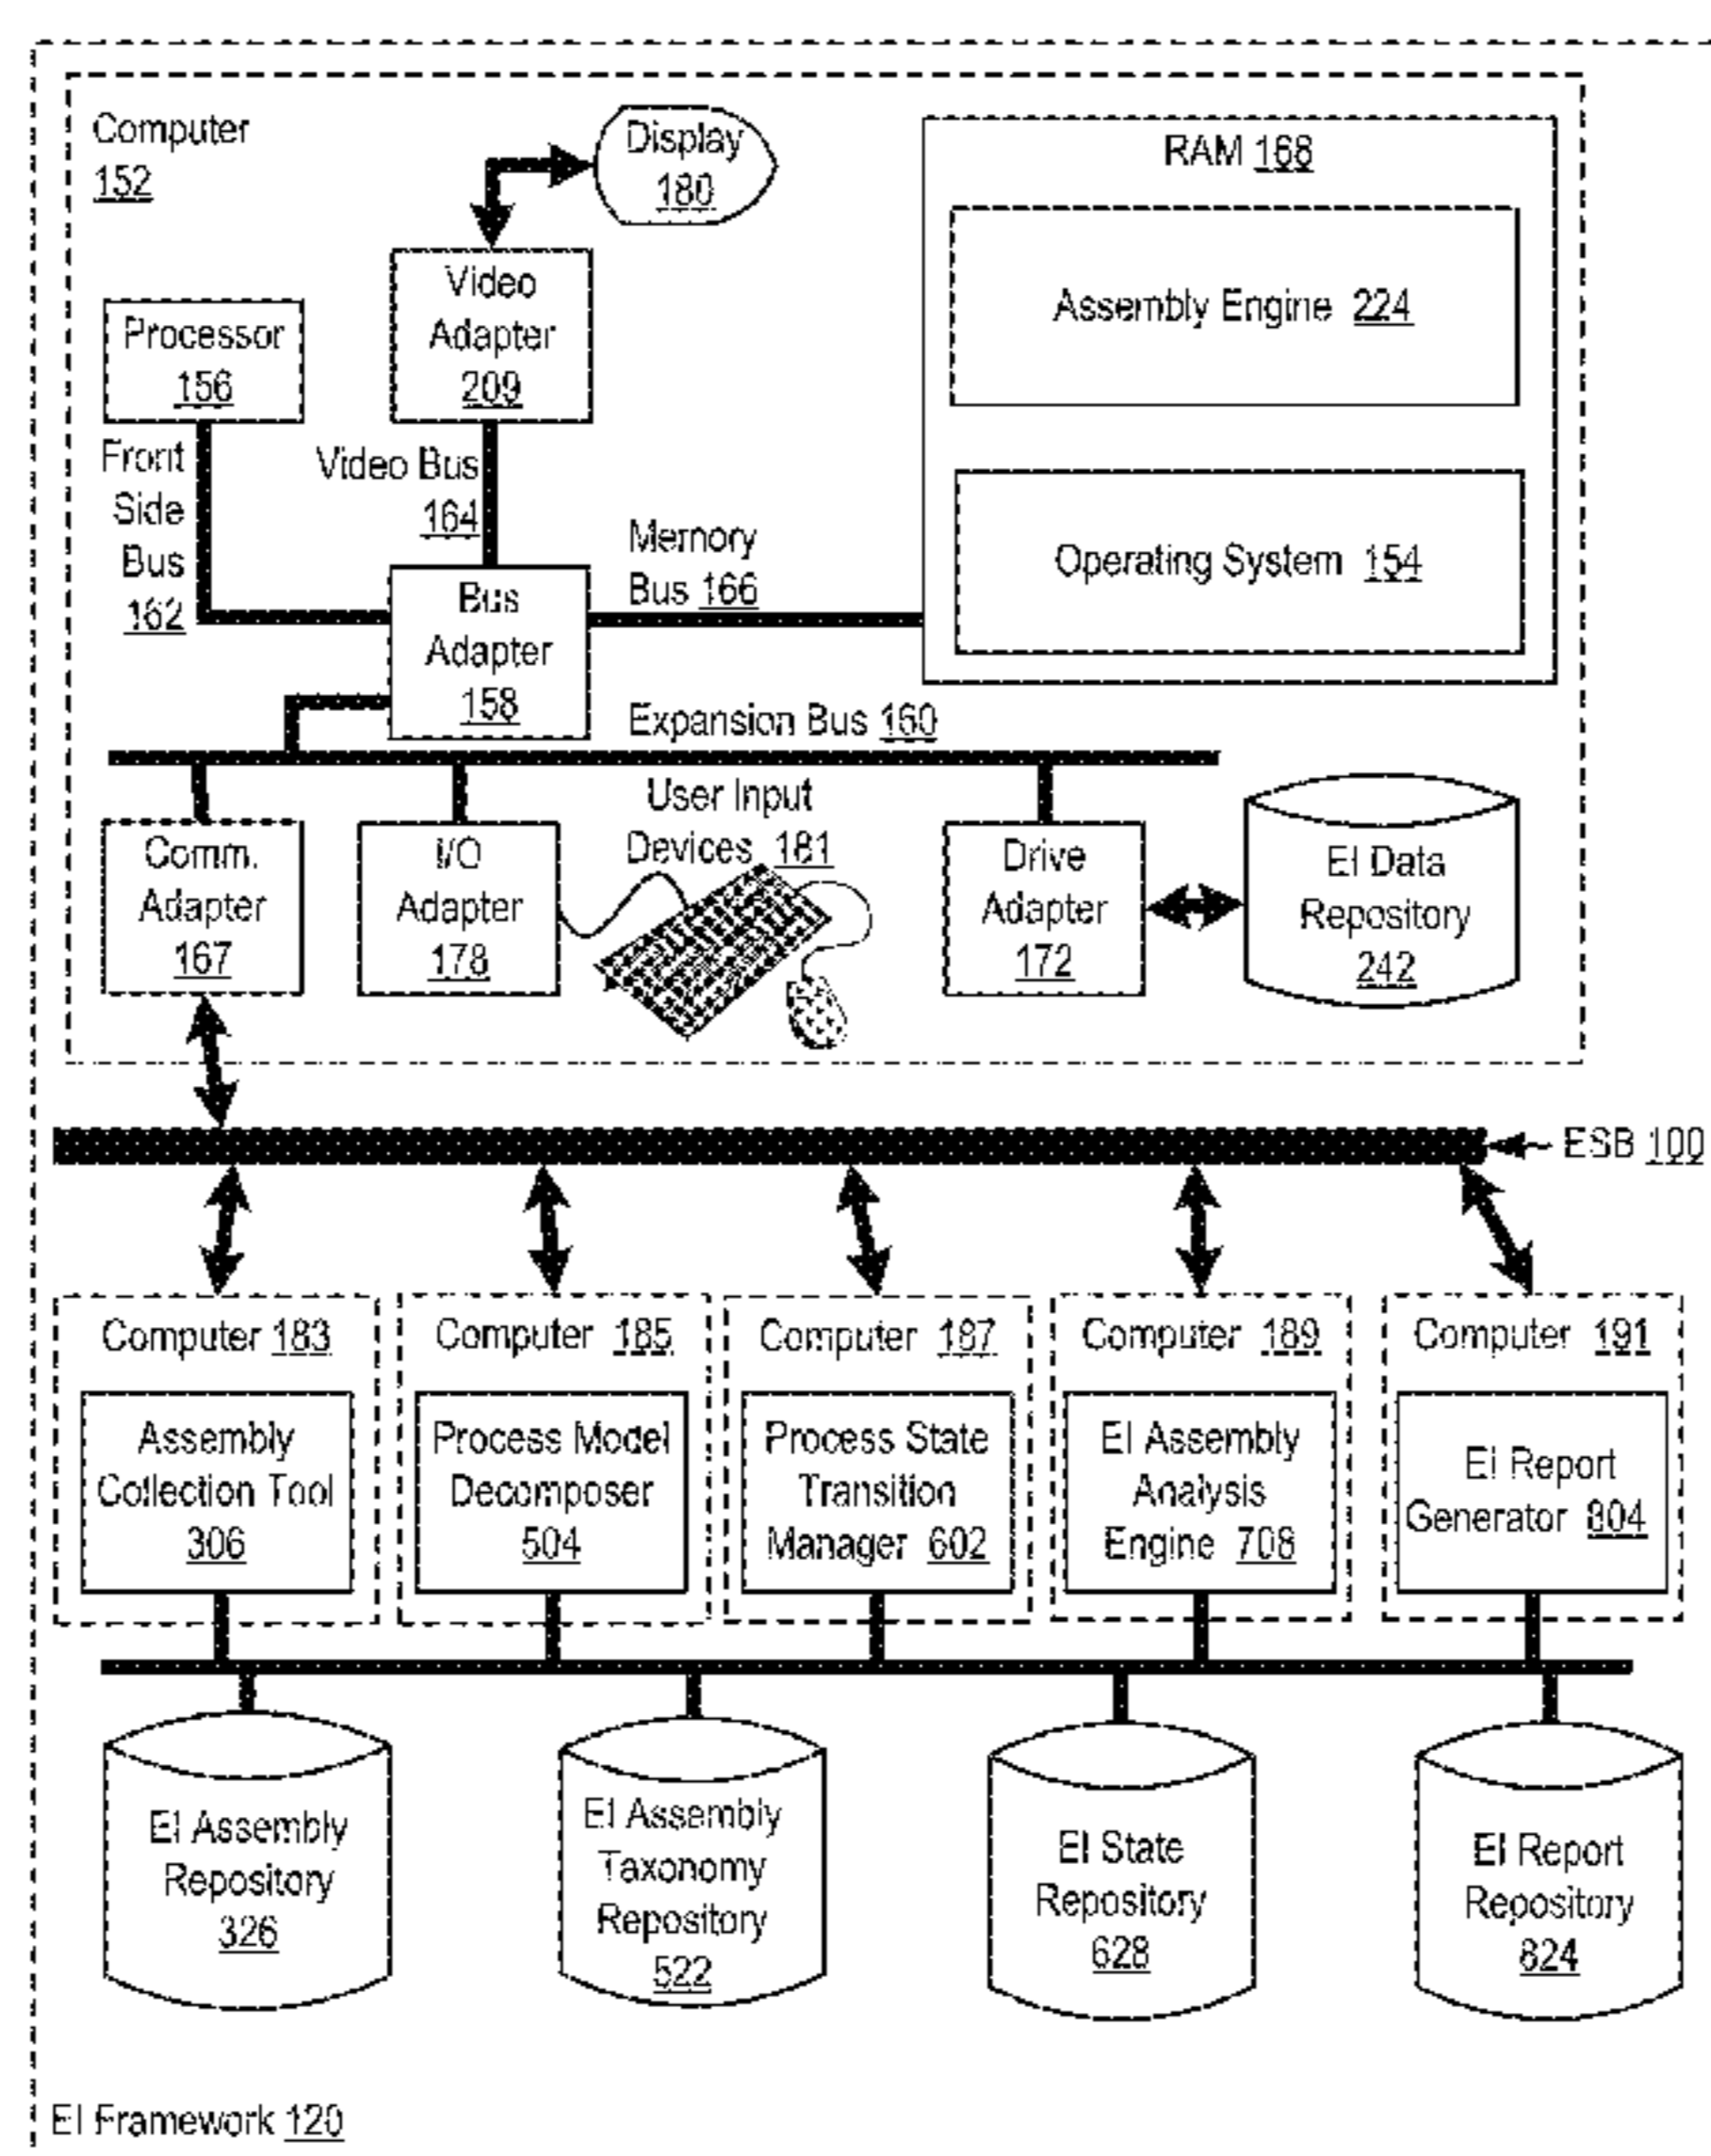 Computer
152
Display
180
RAM 168
Video
Adapter
209
Assembly Engine 224
Processor
156
Front
Side
Bus
162
Video Bus
164
Memory
Bus 166
Operating System 154
Bus
Adapter
158
Expansion Bus 160
User Input
Devices 181
Comm.
Adapter
167
I/O
Adapter
178
Drive
Adapter
172
EI Data
Repository
242
ESB 100
Computer 183
Computer 185
Computer 187
Computer 189
Computer 191
Assembly
Collection Tool
306
Process Model
Decomposer
504
Process State
Transition
Manager 602
EI Assembly
Analysis
Engine 708
EI Report
Generator 804
EI Assembly
Repository
326
EI Assembly
Taxonomy
Repository
522
EI State
Repository
628
EI Report
Repository
824
EI Framework 120